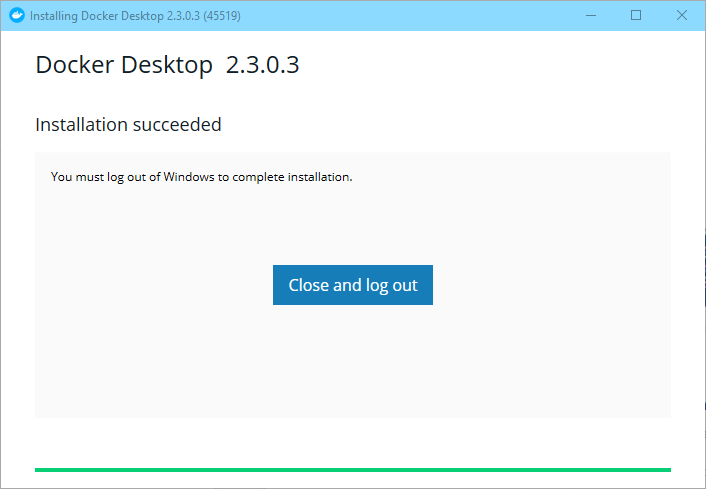 Installing Docker Desktop 2.3.0.3 (45519)
Docker Desktop 2.3.0.3
Installation succeeded
You must log out of Windows to complete installation.
Close and log out